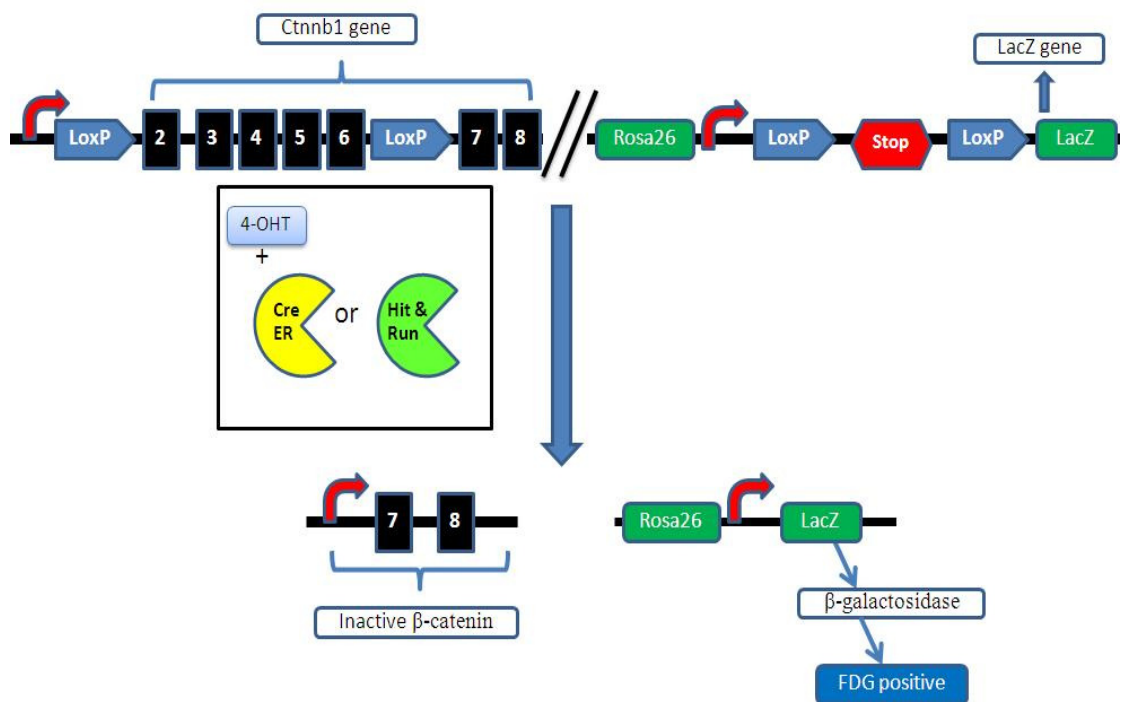 Ctnnb1 gene
LacZ gene
LoxP 2 3 4 5 6 LoxP 7 8 Rosa26 LoxP Stop LoxP LacZ
4-OHT
+
Cre
ER
or
Hit &
Run
7 8
Rosa26 LacZ
Inactive β-catenin
β-galactosidase
FDG positive